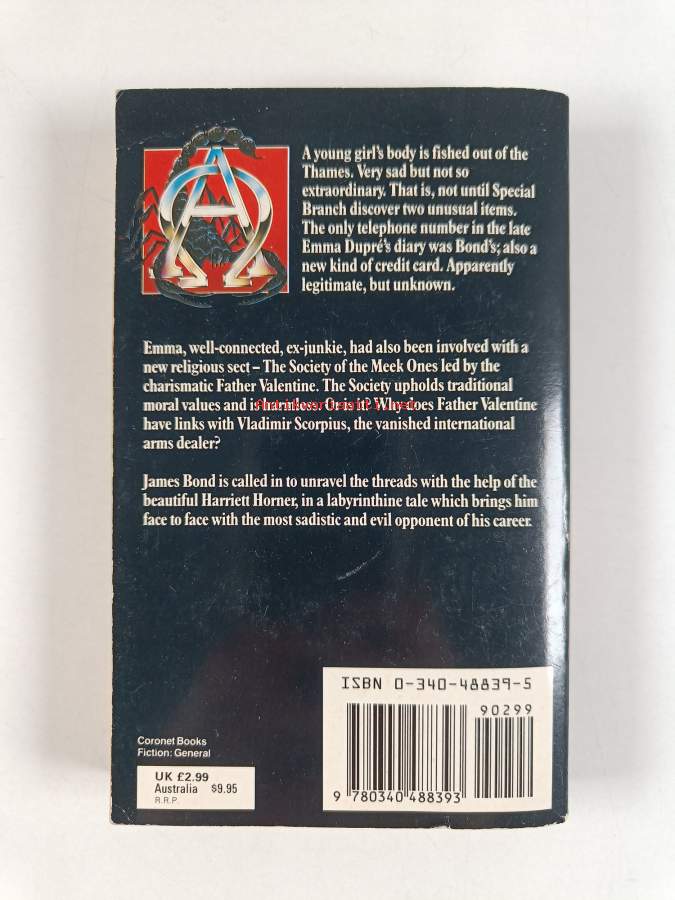 A
Ω
A young girl's body is fished out of the
Thames. Very sad but not so
extraordinary. That is, not until Special
Branch discover two unusual items.
The only telephone number in the late
Emma Dupré's diary was Bond's; also a
new kind of credit card. Apparently
legitimate, but unknown.
Emma, well-connected, ex-junkie, had also been involved with a
new religious sect – The Society of the Meek Ones led by the
charismatic Father Valentine. The Society upholds traditional
moral values and is harmless. Or is it? Why does Father Valentine
have links with Vladimir Scorpius, the vanished international
arms dealer?
James Bond is called in to unravel the threads with the help of the
beautiful Harriett Horner, in a labyrinthine tale which brings him
face to face with the most sadistic and evil opponent of his career.
ISBN 0-340-48839-5
90299
9 780340 488393
Coronet Books
Fiction: General
UK £2.99
Australia $9.95
R.R.P.